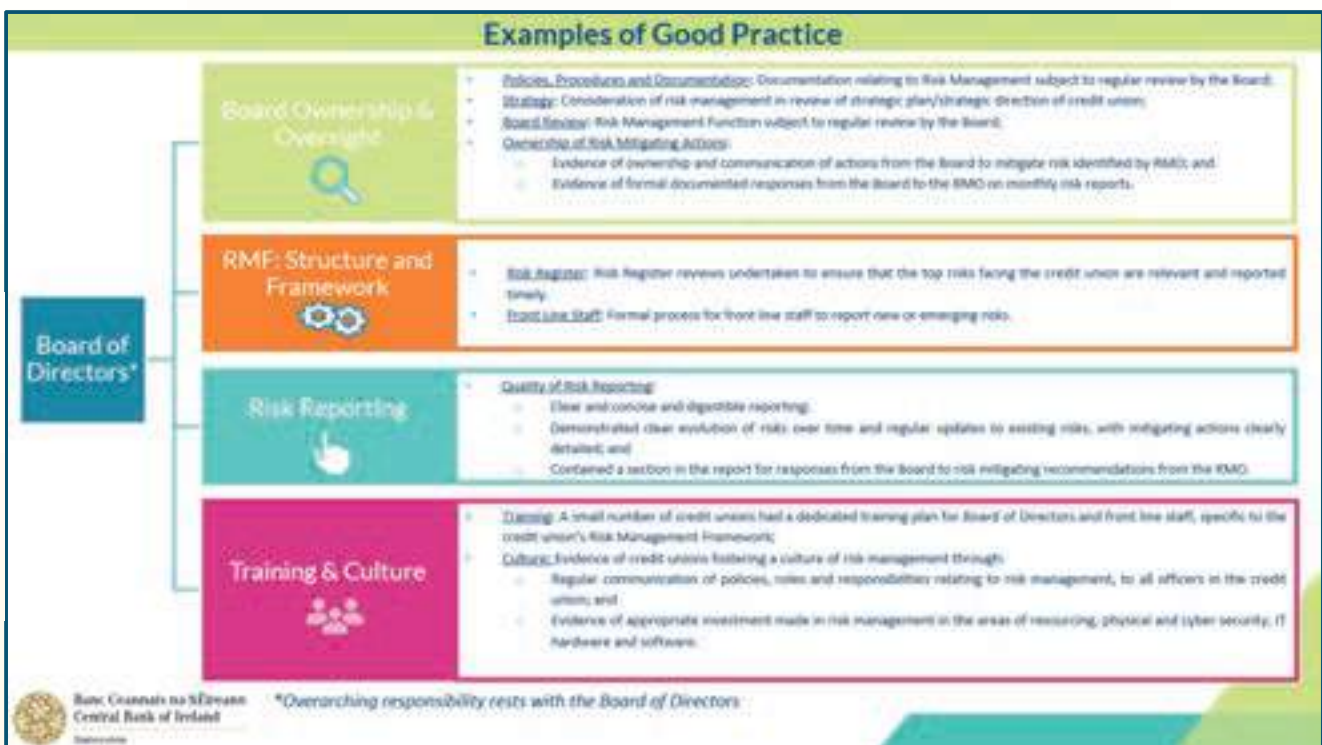 Examples of Good Practice
Board Ownership &
Oversight
Policies, Procedures and Documentation: Documentation relating to Risk Management subject to regular review by the Board;
Strategy: Consideration of risk management in review of strategic plan/strategic direction of credit union;
Board Review: Risk Management Function subject to regular review by the Board;
Ownership of Risk Mitigating Actions:
Evidence of ownership and communication of actions from the Board to mitigate risk identified by RMO; and
Evidence of formal documented responses from the Board to the RMO on monthly risk reports.
RMF: Structure and
Framework
Risk Register: Risk Register reviews undertaken to ensure that the top risks facing the credit union are relevant and reported
timely.
Front Line Staff: Formal process for front line staff to report new or emerging risks.
Board of
Directors*
Risk Reporting
Quality of Risk Reporting:
Clear and concise and digestible reporting;
Demonstrated clear evolution of risks over time and regular updates to existing risks, with mitigating actions clearly
detailed; and
Contained a section in the report for responses from the Board to risk mitigating recommendations from the RMO.
Training & Culture
Training: A small number of credit unions had a dedicated training plan for Board of Directors and front line staff, specific to the
credit union's Risk Management Framework;
Culture: Evidence of credit unions fostering a culture of risk management through:
Regular communication of policies, roles and responsibilities relating to risk management, to all officers in the credit
union; and
Evidence of appropriate investment made in risk management in the areas of resourcing, physical and cyber security, IT
hardware and software.
Banc Ceannais na hÉireann
Central Bank of Ireland
*Overarching responsibility rests with the Board of Directors